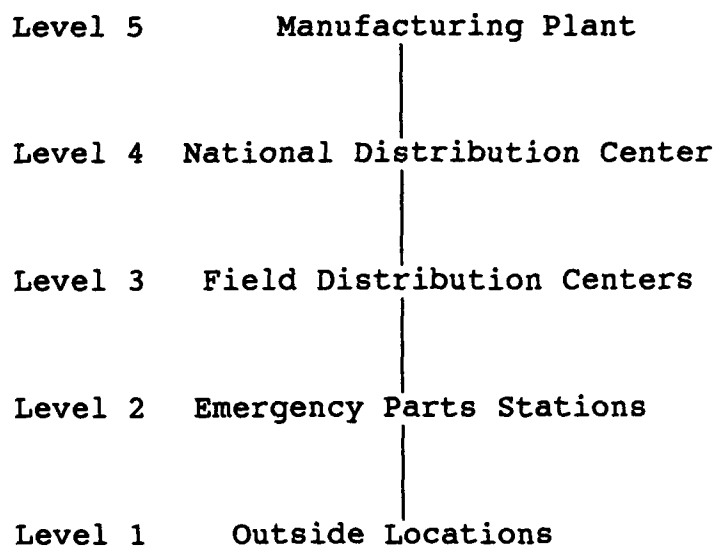 Level 5 Manufacturing Plant
Level 4 National Distribution Center
Level 3 Field Distribution Centers
Level 2 Emergency Parts Stations
Level 1 Outside Locations